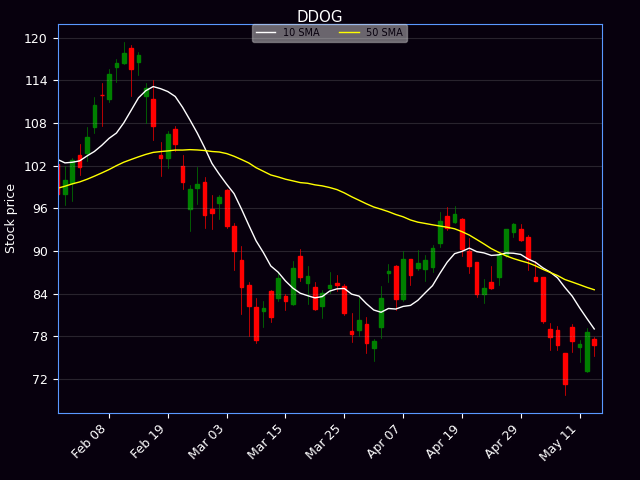 DDOG
10 SMA
50 SMA
120
114
108
102
96
90
84
78
72
Stock price
Feb 08
Feb 19
Mar 03
Mar 15
Mar 25
Apr 07
Apr 19
Apr 29
May 11